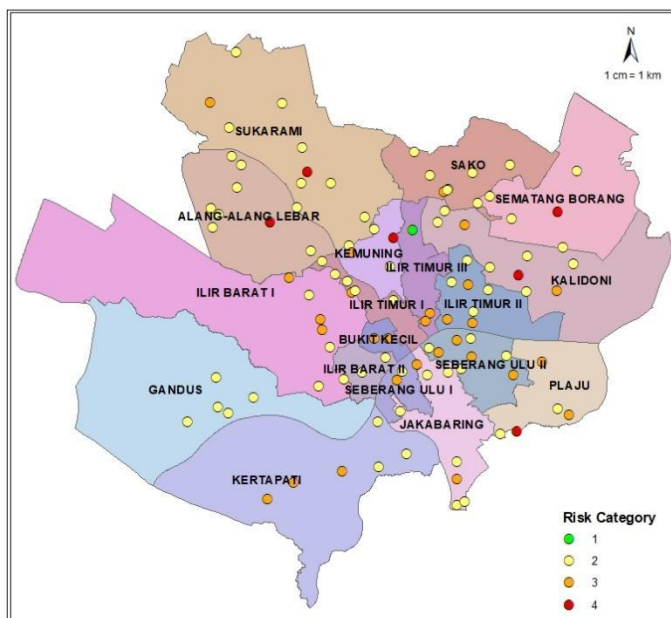 N
1 cm = 1 km
SUKARAMI
SAKO
SEMATANG BORANG
ALANG-ALANG LEBAR
KEMUNING
ILIR TIMUR III
KALIDONI
ILIR BARAT I
ILIR TIMUR I
ILIR TIMUR II
BUKIT KECIL
ILIR BARAT II
SEBERANG ULU II
GANDUS
SEBERANG ULU I
PLAJU
JAKABARING
KERTAPATI
Risk Category
1
2
3
4